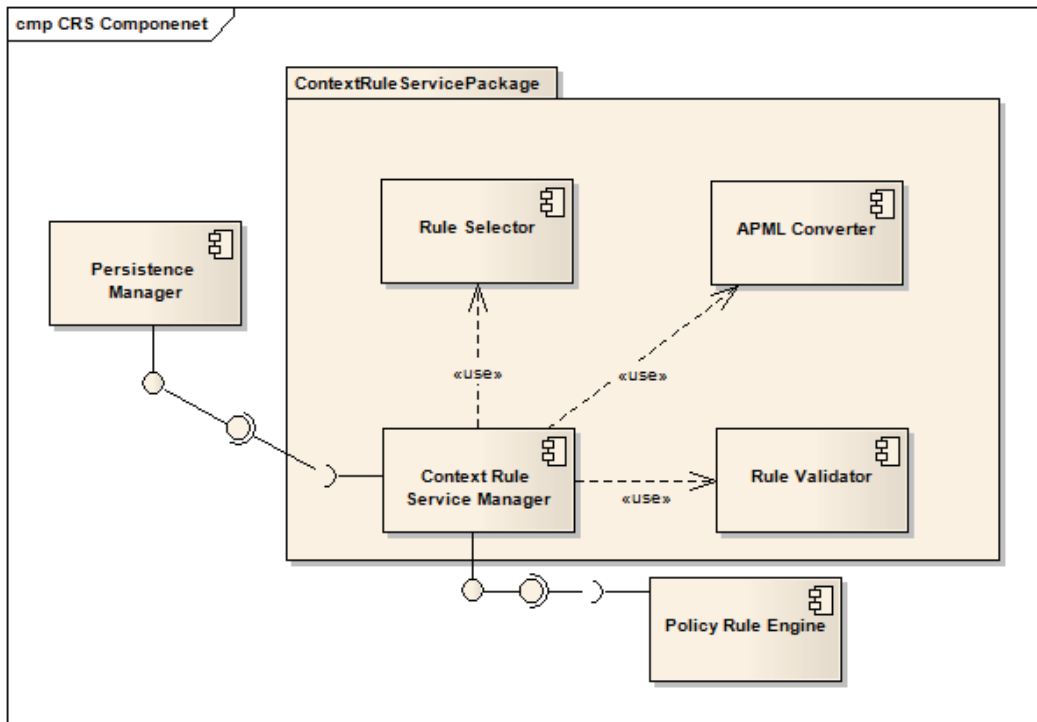 cmp CRS Componenet
ContextRuleServicePackage
Rule Selector
APML Converter
Persistence
Manager
«use»
«use»
Context Rule
Service Manager
«use»
Rule Validator
Policy Rule Engine